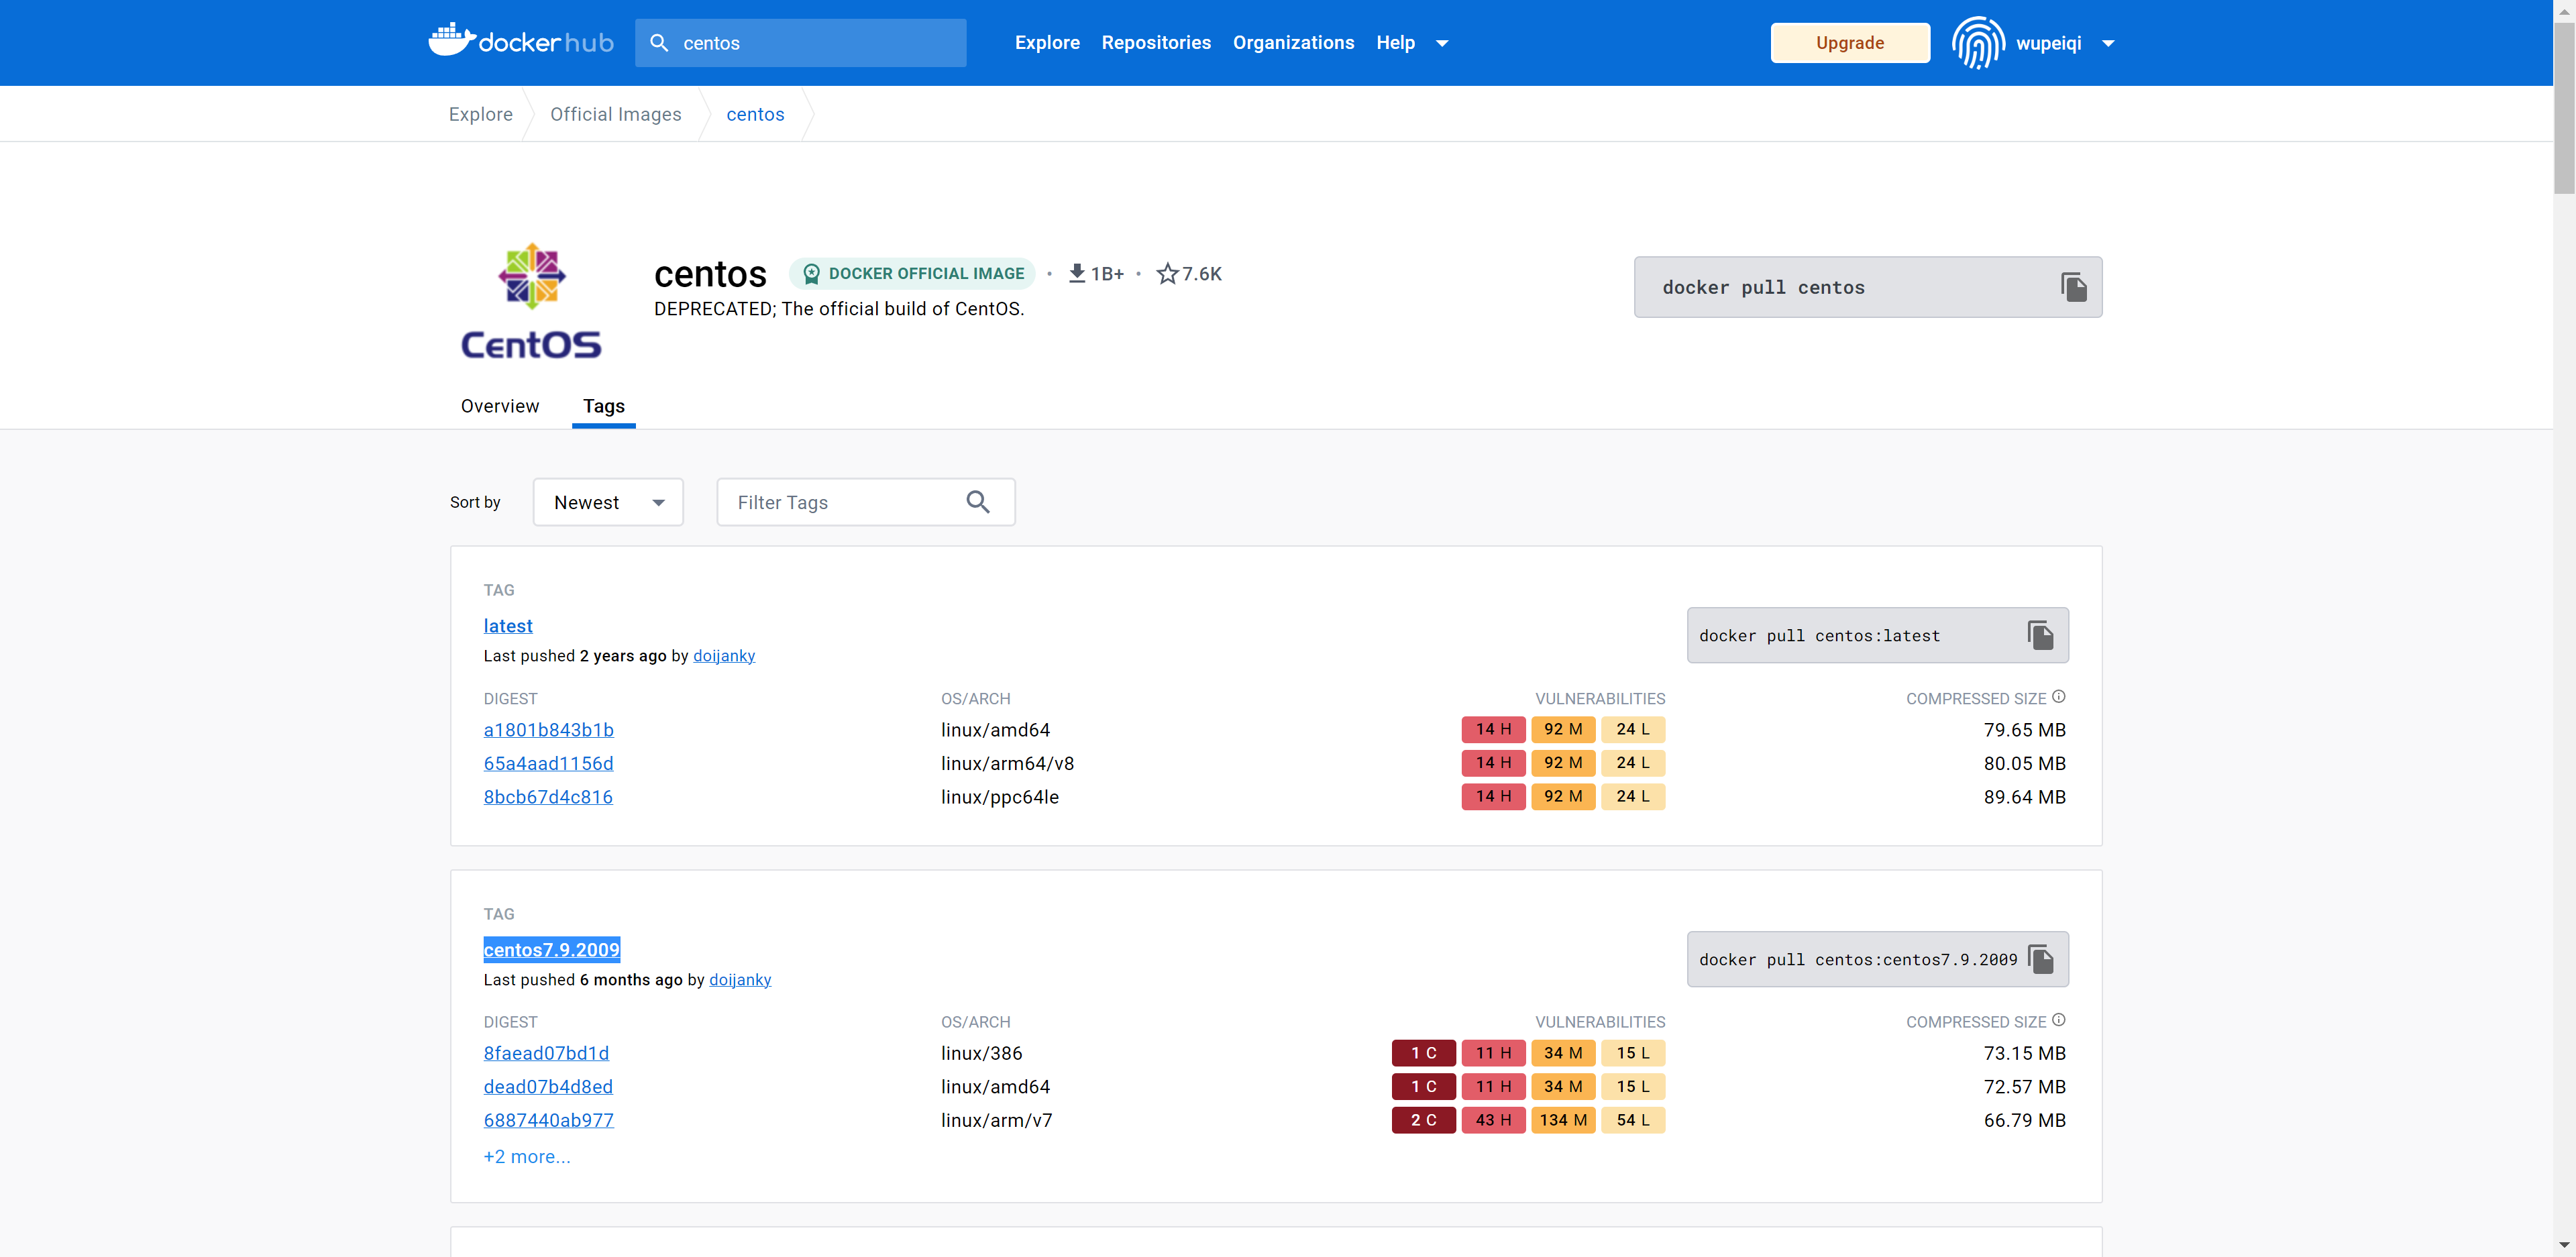 docker hub
centos
Explore
Repositories
Organizations
Help
Upgrade
wupeiqi
Explore
Official Images
centos
CentOS
centos
DOCKER OFFICIAL IMAGE
•
1B+
•
7.6K
DEPRECATED; The official build of CentOS.
docker pull centos
Overview
Tags
Sort by
Newest
Filter Tags
TAG
latest
Last pushed 2 years ago by doijanky
docker pull centos:latest
DIGEST
OS/ARCH
VULNERABILITIES
COMPRESSED SIZE
a1801b843b1b
linux/amd64
14 H
92 M
24 L
79.65 MB
65a4aad1156d
linux/arm64/v8
14 H
92 M
24 L
80.05 MB
8bcb67d4c816
linux/ppc64le
14 H
92 M
24 L
89.64 MB
TAG
centos7.9.2009
Last pushed 6 months ago by doijanky
docker pull centos:centos7.9.2009
DIGEST
OS/ARCH
VULNERABILITIES
COMPRESSED SIZE
8faead07bd1d
linux/386
1 C
11 H
34 M
15 L
73.15 MB
dead07b4d8ed
linux/amd64
1 C
11 H
34 M
15 L
72.57 MB
6887440ab977
linux/arm/v7
2 C
43 H
134 M
54 L
66.79 MB
+2 more...